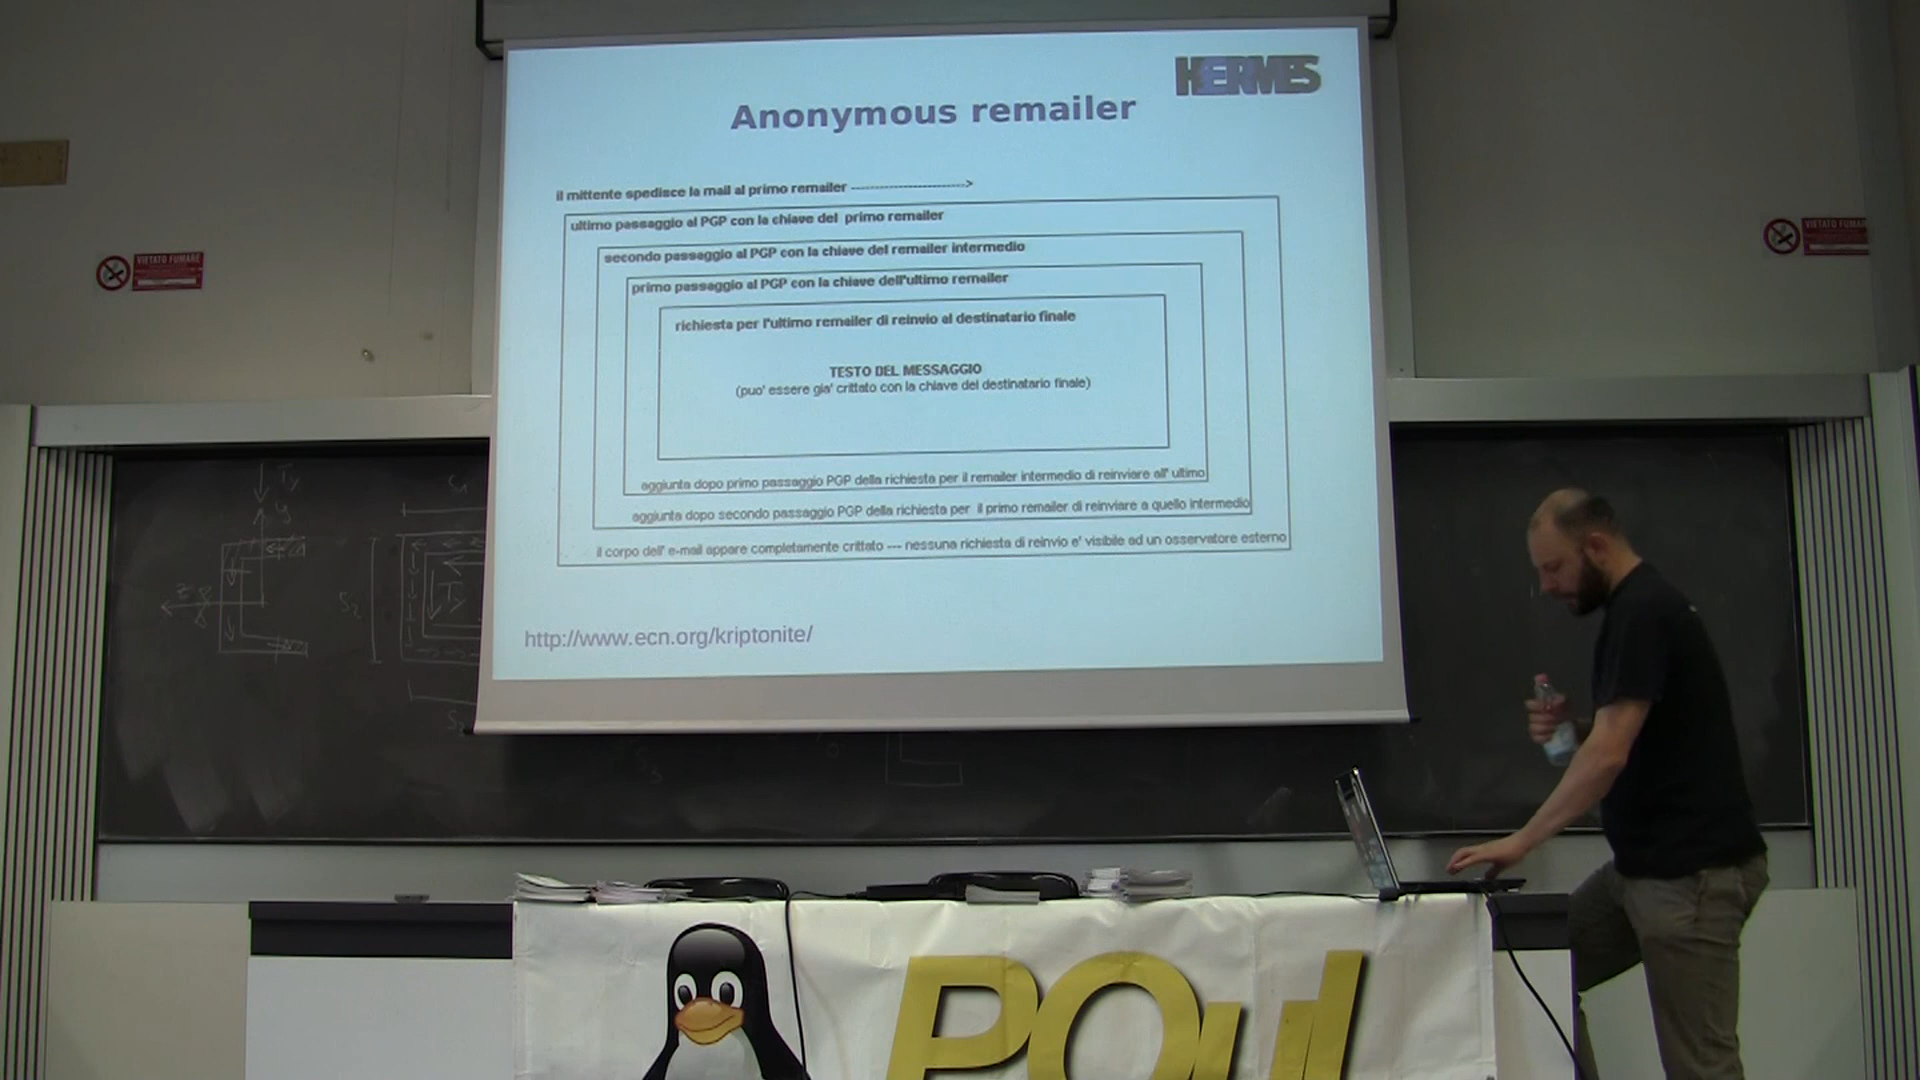 HERMES
Anonymous remailer
il mittente spedisce la mail al primo remailer ------------------------->
ultimo passaggio al PGP con la chiave del primo remailer
secondo passaggio al PGP con la chiave del remailer intermedio
primo passaggio al PGP con la chiave dell'ultimo remailer
richiesta per l'ultimo remailer di reinvio al destinatario finale
TESTO DEL MESSAGGIO
(puo' essere gia' crittato con la chiave del destinatario finale)
aggiunta dopo primo passaggio PGP della richiesta per il remailer intermedio di reinviare all' ultimo
aggiunta dopo secondo passaggio PGP della richiesta per il primo remailer di reinviare a quello intermedio
il corpo dell' e-mail appare completamente crittato --- nessuna richiesta di reinvio e' visibile ad un osservatore esterno
http://www.ecn.org/kriptonite/
VIETATO FUMARE
VIETATO FUMAR
Ty
y
S2
Ty
S3
POul